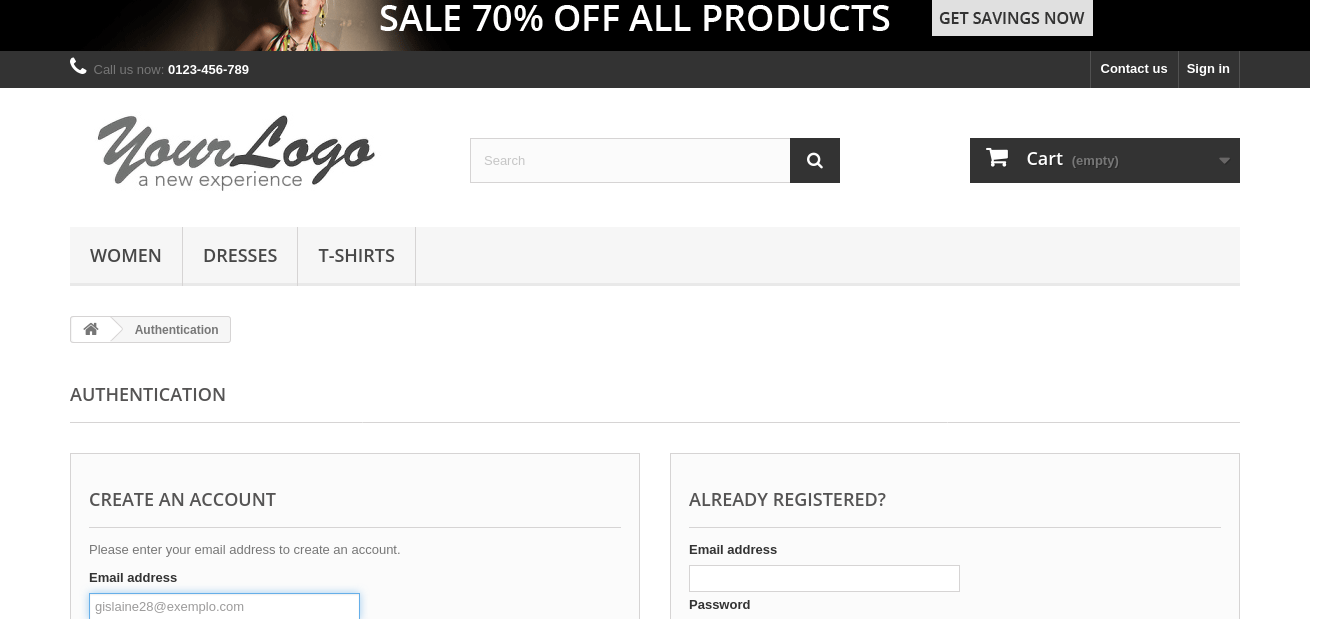 SALE 70% OFF ALL PRODUCTS
GET SAVINGS NOW
Call us now: 0123-456-789
Contact us
Sign in
YourLogo
a new experience
Search
Cart (empty)
WOMEN
DRESSES
T-SHIRTS
Authentication
AUTHENTICATION
CREATE AN ACCOUNT
Please enter your email address to create an account.
Email address
gislaine28@exemplo.com
ALREADY REGISTERED?
Email address
Password